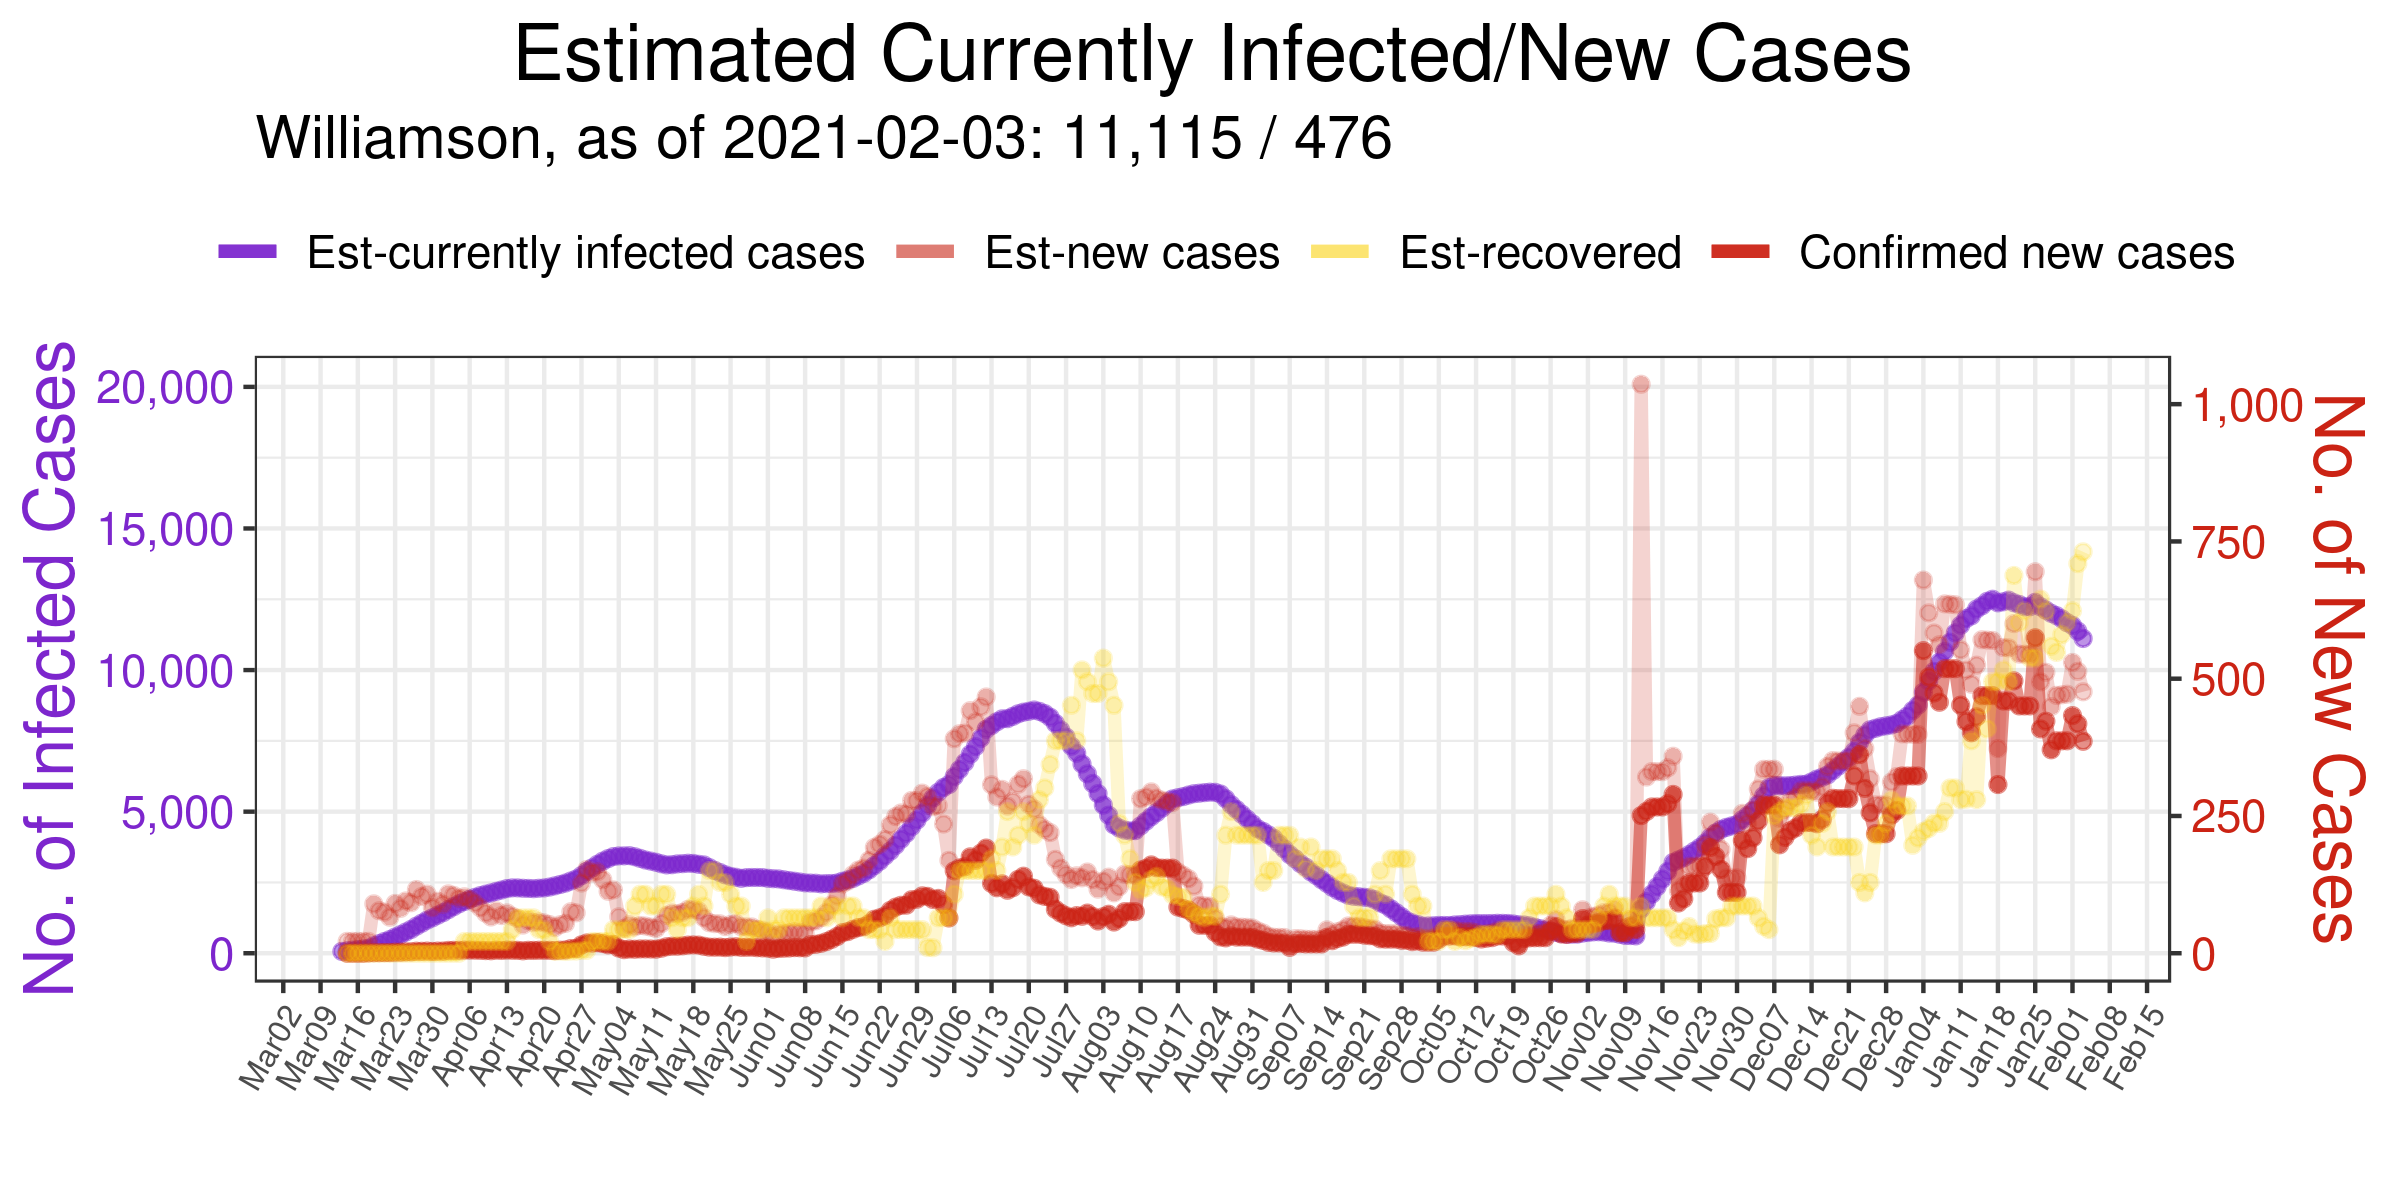 Estimated Currently Infected/New Cases
Williamson, as of 2021-02-03: 11,115 / 476
Est-currently infected cases Est-new cases Est-recovered Confirmed new cases
No. of Infected Cases
20,000
15,000
10,000
5,000
0
1,000
750
500
250
0
No. of New Cases
Mar02 Mar09 Mar16 Mar23 Mar30 Apr06 Apr13 Apr20 Apr27 May04 May11 May18 May25 Jun01 Jun08 Jun15 Jun22 Jun29 Jul06 Jul13 Jul20 Jul27 Aug03 Aug10 Aug17 Aug24 Aug31 Sep07 Sep14 Sep21 Sep28 Oct05 Oct12 Oct19 Oct26 Nov02 Nov09 Nov16 Nov23 Nov30 Dec07 Dec14 Dec21 Dec28 Jan04 Jan11 Jan18 Jan25 Feb01 Feb08 Feb15